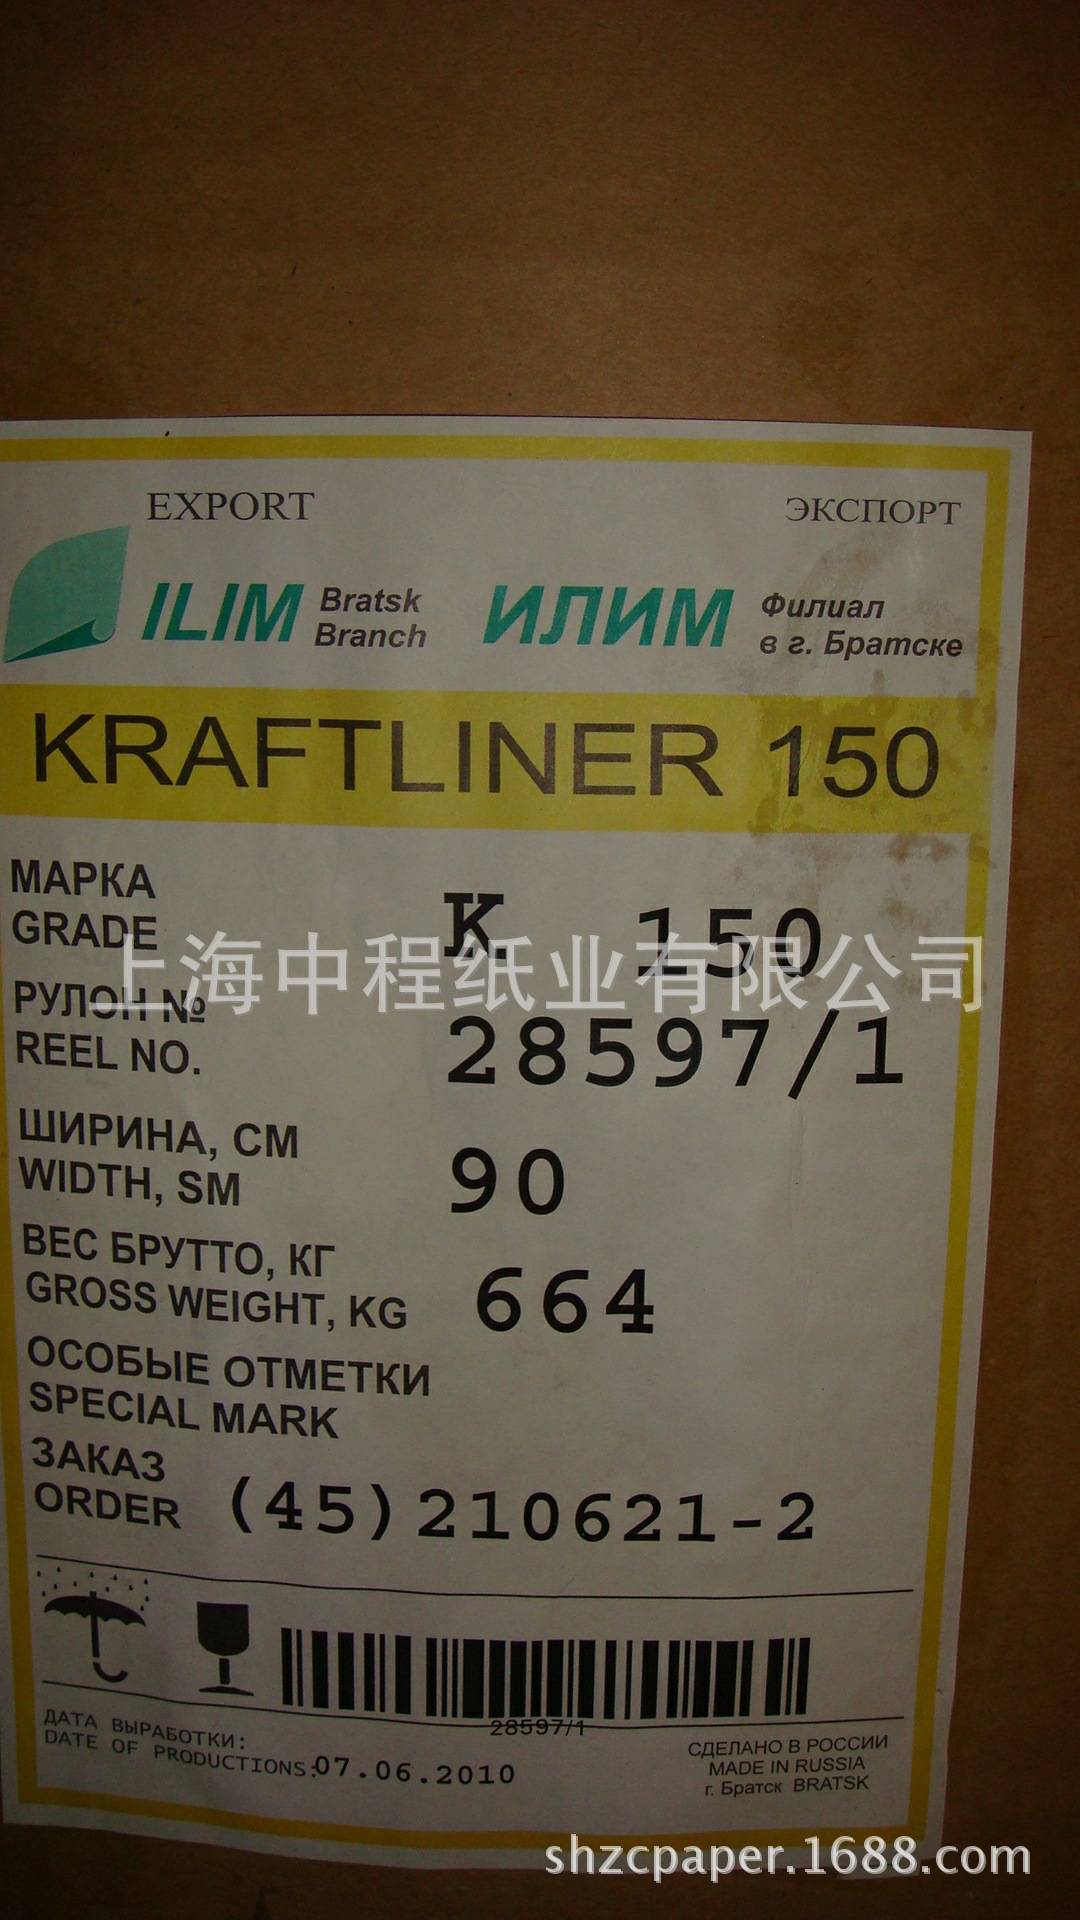 EXPORT
ЭКСПОРТ
ILIM Bratsk Branch
ИЛИМ Филиал в г. Братске
KRAFTLINER 150
МАРКА
GRADE
K 150
上海中程纸业有限公司
РУЛОН №
REEL NO.
28597/1
ШИРИНА, СМ
WIDTH, SM
90
ВЕС БРУТТО, КГ
GROSS WEIGHT, KG
664
ОСОБЫЕ ОТМЕТКИ
SPECIAL MARK
ЗАКАЗ
ORDER
(45)210621-2
28597/1
ДАТА ВЫРАБОТКИ:
DATE OF PRODUCTIONS:07.06.2010
СДЕЛАНО В РОССИИ
MADE IN RUSSIA
г. Братск BRATSK
shzcpaper.1688.com